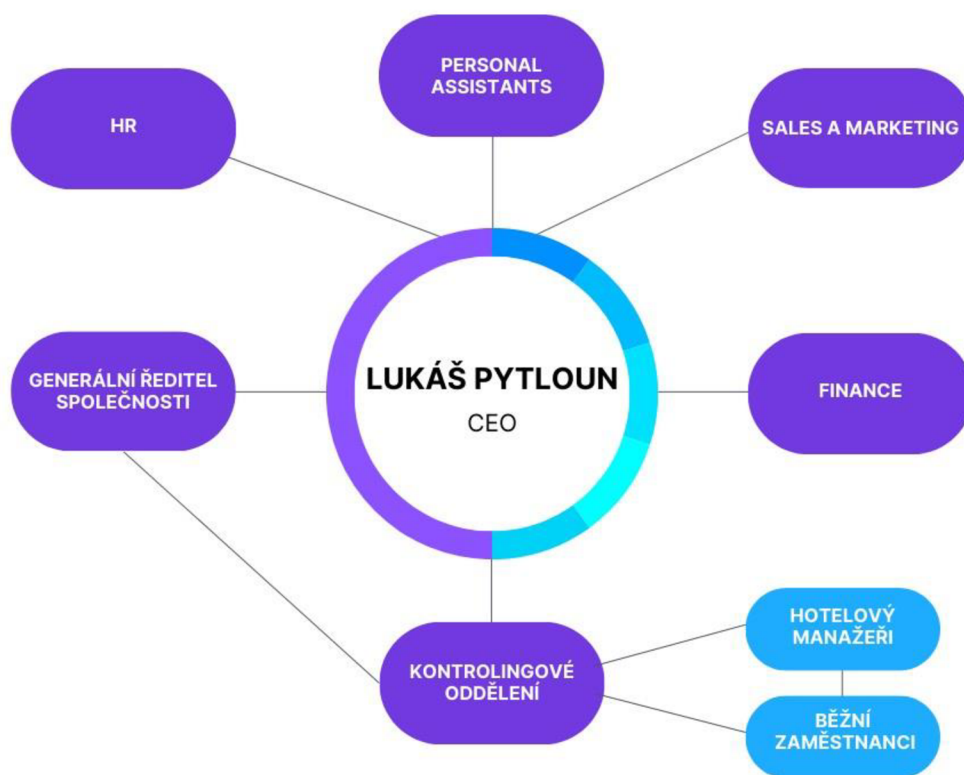 PERSONAL
ASSISTANTS
HR
SALES A MARKETING
LUKÁŠ PYTLOUN
CEO
GENERÁLNÍ ŘEDITEL
SPOLEČNOSTI
FINANCE
KONTROLINGOVÉ
ODDĚLENÍ
HOTELOVÝ
MANAŽEŘI
BĚŽNÍ
ZAMĚSTNANCI